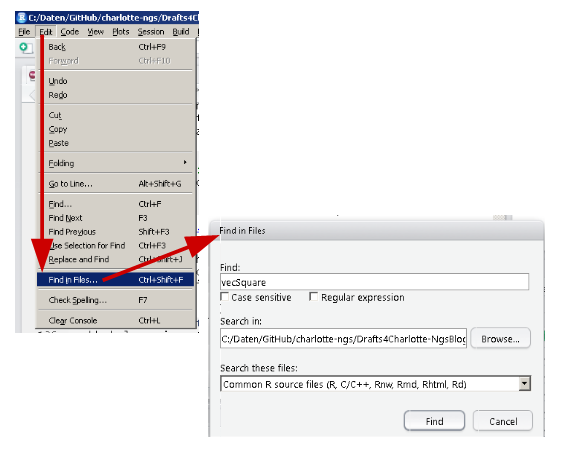 C:/Daten/GitHub/charlotte-ngs/Drafts4C
File Edit Code View Plots Session Build
Back Ctrl+F9
Forward Ctrl+F10
Undo
Redo
Cut
Copy
Paste
Folding
Go to Line... Alt+Shift+G
Find... Ctrl+F
Find Next F3
Find Previous Shift+F3
Use Selection for Find Ctrl+F3
Replace and Find Ctrl+Shift+J
Find in Files... Ctrl+Shift+F
Check Spelling... F7
Clear Console Ctrl+L
Find in Files
Find:
vecSquare
Case sensitive Regular expression
Search in:
C:/Daten/GitHub/charlotte-ngs/Drafts4Charlotte-NgsBlog Browse...
Search these files:
Common R source files (R, C/C++, Rnw, Rmd, Rhtml, Rd)
Find Cancel